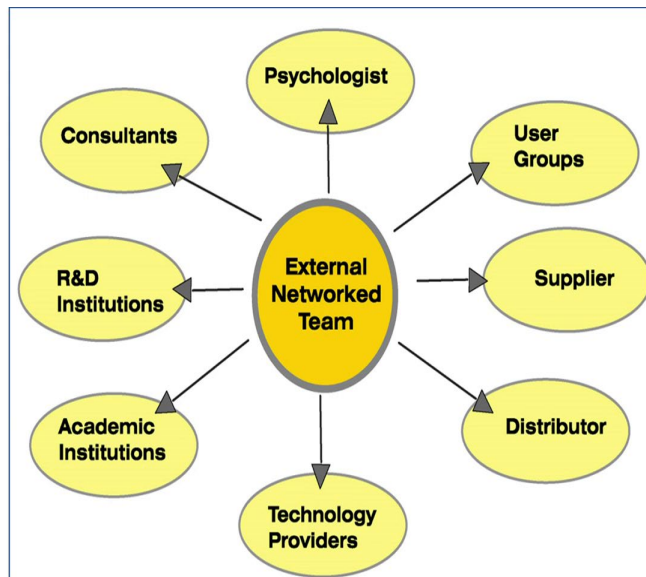 Psychologist
Consultants
User
Groups
R&D
Institutions
External
Networked
Team
Supplier
Academic
Institutions
Distributor
Technology
Providers